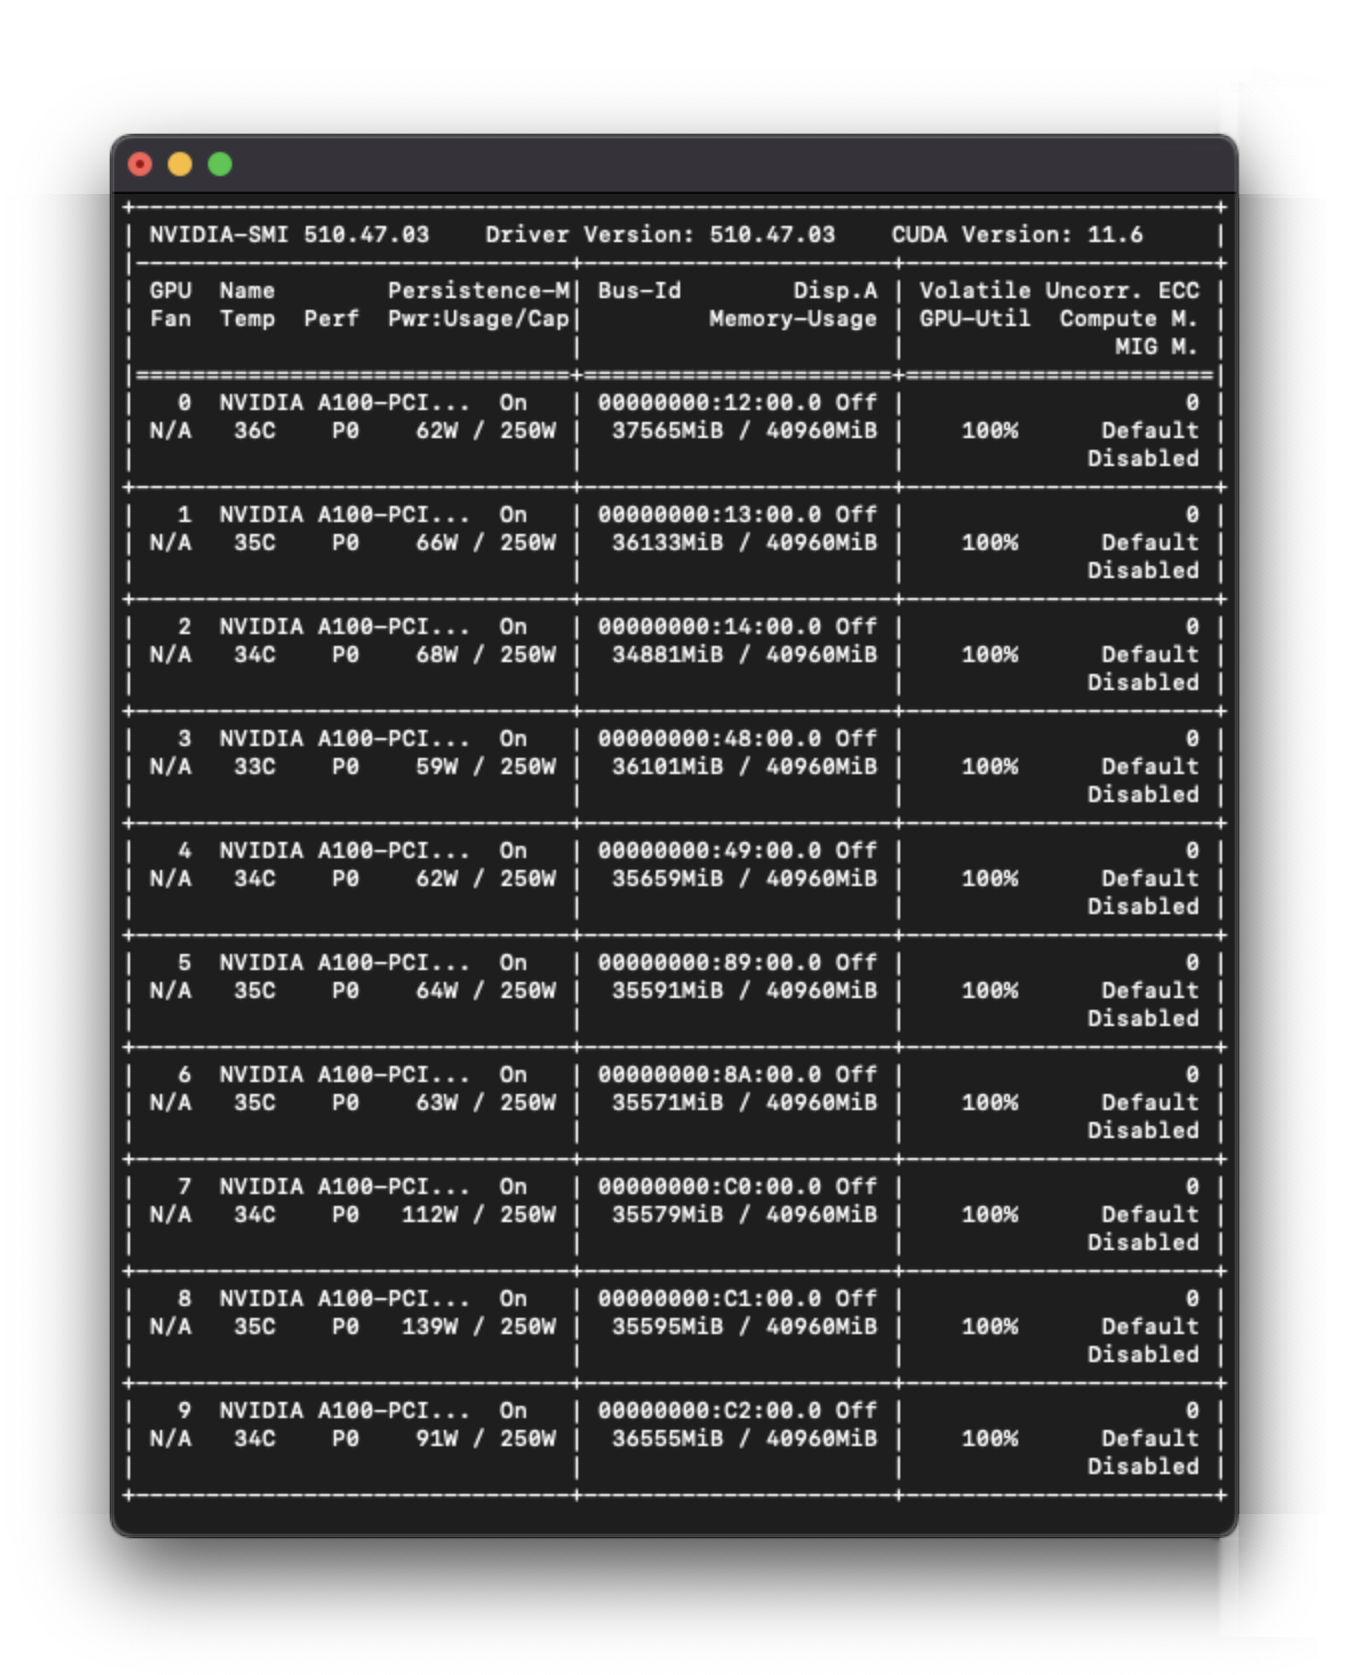 +-----------------------------------------------------------------------------+
| NVIDIA-SMI 510.47.03    Driver Version: 510.47.03    CUDA Version: 11.6     |
|-------------------------------+----------------------+----------------------+
| GPU  Name        Persistence-M| Bus-Id        Disp.A | Volatile Uncorr. ECC |
| Fan  Temp  Perf  Pwr:Usage/Cap|         Memory-Usage | GPU-Util  Compute M. |
|                               |                      |               MIG M. |
|===============================+======================+======================|
|   0  NVIDIA A100-PCI...  On   | 00000000:12:00.0 Off |                    0 |
| N/A   36C    P0    62W / 250W |  37565MiB / 40960MiB |    100%      Default |
|                               |                      |             Disabled |
+-------------------------------+----------------------+----------------------+
|   1  NVIDIA A100-PCI...  On   | 00000000:13:00.0 Off |                    0 |
| N/A   35C    P0    66W / 250W |  36133MiB / 40960MiB |    100%      Default |
|                               |                      |             Disabled |
+-------------------------------+----------------------+----------------------+
|   2  NVIDIA A100-PCI...  On   | 00000000:14:00.0 Off |                    0 |
| N/A   34C    P0    68W / 250W |  34881MiB / 40960MiB |    100%      Default |
|                               |                      |             Disabled |
+-------------------------------+----------------------+----------------------+
|   3  NVIDIA A100-PCI...  On   | 00000000:48:00.0 Off |                    0 |
| N/A   33C    P0    59W / 250W |  36101MiB / 40960MiB |    100%      Default |
|                               |                      |             Disabled |
+-------------------------------+----------------------+----------------------+
|   4  NVIDIA A100-PCI...  On   | 00000000:49:00.0 Off |                    0 |
| N/A   34C    P0    62W / 250W |  35659MiB / 40960MiB |    100%      Default |
|                               |                      |             Disabled |
+-------------------------------+----------------------+----------------------+
|   5  NVIDIA A100-PCI...  On   | 00000000:89:00.0 Off |                    0 |
| N/A   35C    P0    64W / 250W |  35591MiB / 40960MiB |    100%      Default |
|                               |                      |             Disabled |
+-------------------------------+----------------------+----------------------+
|   6  NVIDIA A100-PCI...  On   | 00000000:8A:00.0 Off |                    0 |
| N/A   35C    P0    63W / 250W |  35571MiB / 40960MiB |    100%      Default |
|                               |                      |             Disabled |
+-------------------------------+----------------------+----------------------+
|   7  NVIDIA A100-PCI...  On   | 00000000:C0:00.0 Off |                    0 |
| N/A   34C    P0   112W / 250W |  35579MiB / 40960MiB |    100%      Default |
|                               |                      |             Disabled |
+-------------------------------+----------------------+----------------------+
|   8  NVIDIA A100-PCI...  On   | 00000000:C1:00.0 Off |                    0 |
| N/A   35C    P0   139W / 250W |  35595MiB / 40960MiB |    100%      Default |
|                               |                      |             Disabled |
+-------------------------------+----------------------+----------------------+
|   9  NVIDIA A100-PCI...  On   | 00000000:C2:00.0 Off |                    0 |
| N/A   34C    P0    91W / 250W |  36555MiB / 40960MiB |    100%      Default |
|                               |                      |             Disabled |
+-------------------------------+----------------------+----------------------+